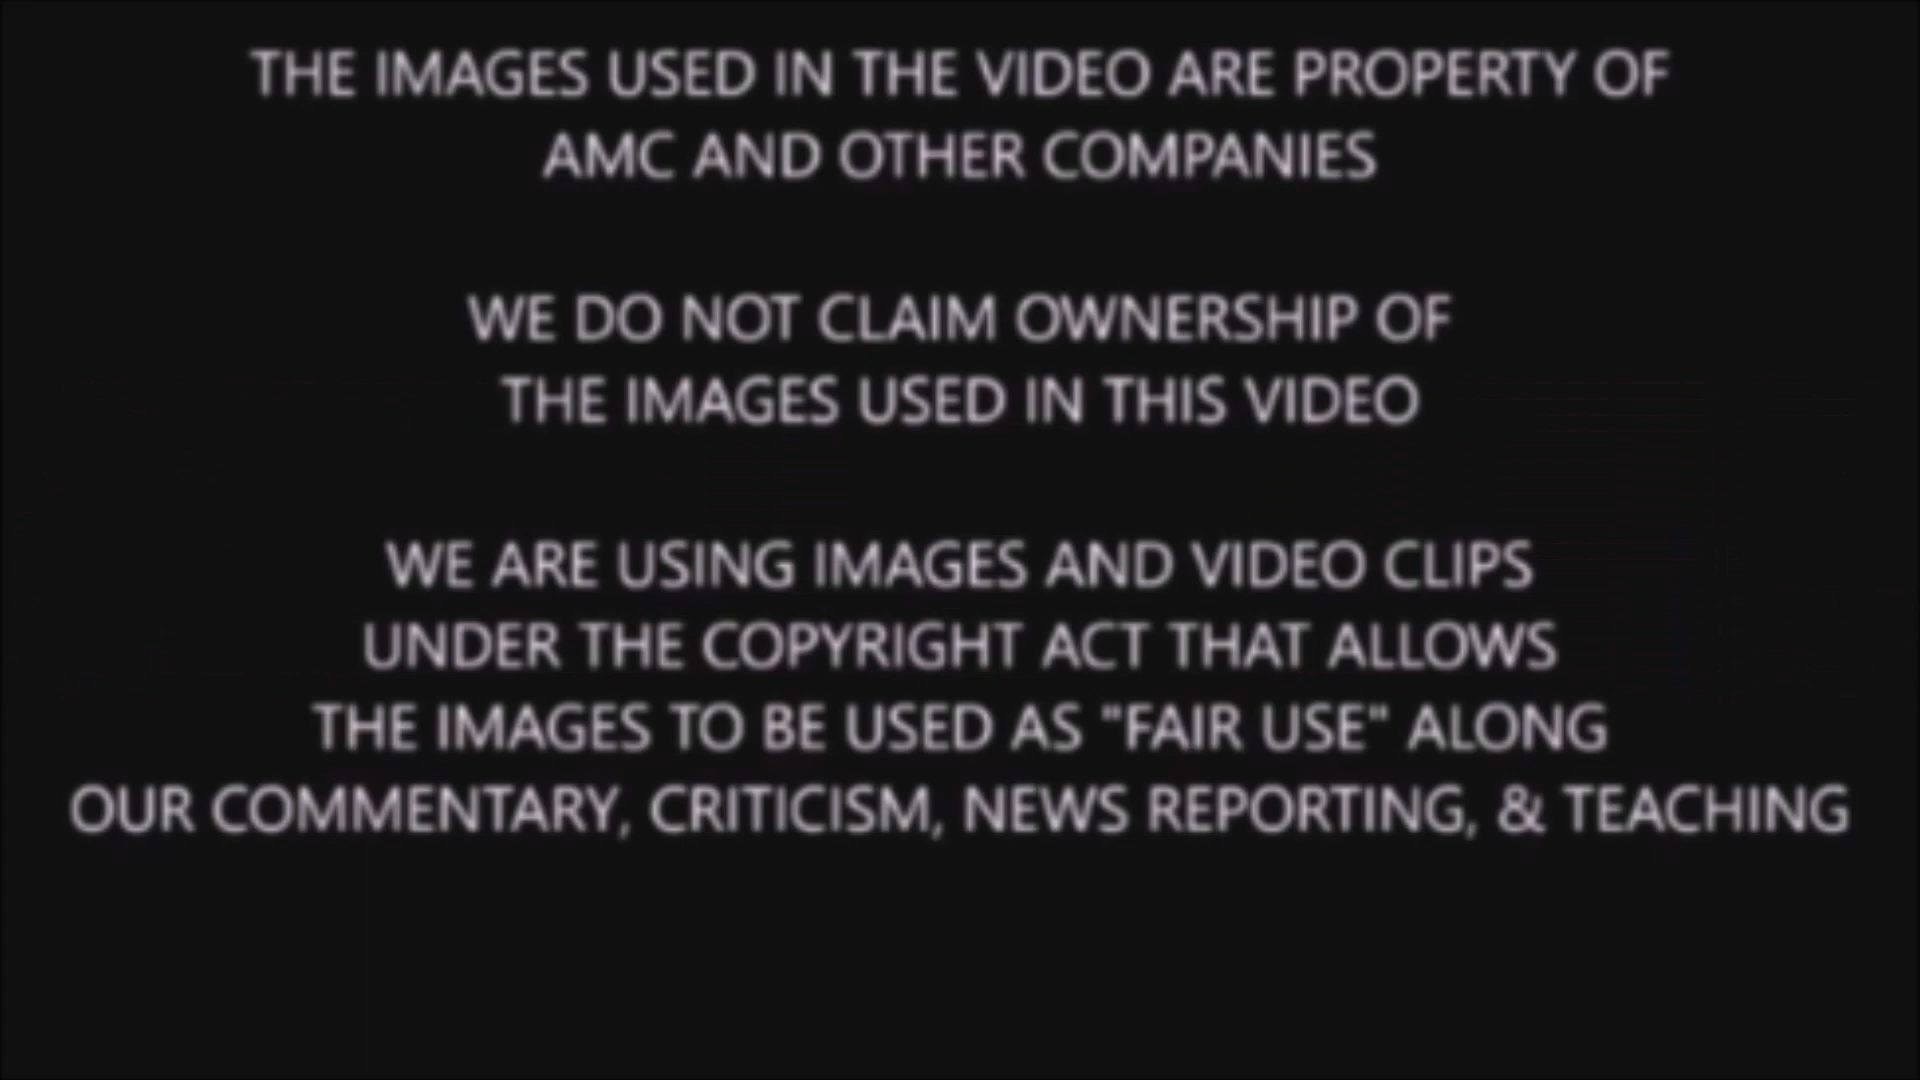 THE IMAGES USED IN THE VIDEO ARE PROPERTY OF
AMC AND OTHER COMPANIES
WE DO NOT CLAIM OWNERSHIP OF
THE IMAGES USED IN THIS VIDEO
WE ARE USING IMAGES AND VIDEO CLIPS
UNDER THE COPYRIGHT ACT THAT ALLOWS
THE IMAGES TO BE USED AS "FAIR USE" ALONG
OUR COMMENTARY, CRITICISM, NEWS REPORTING, & TEACHING